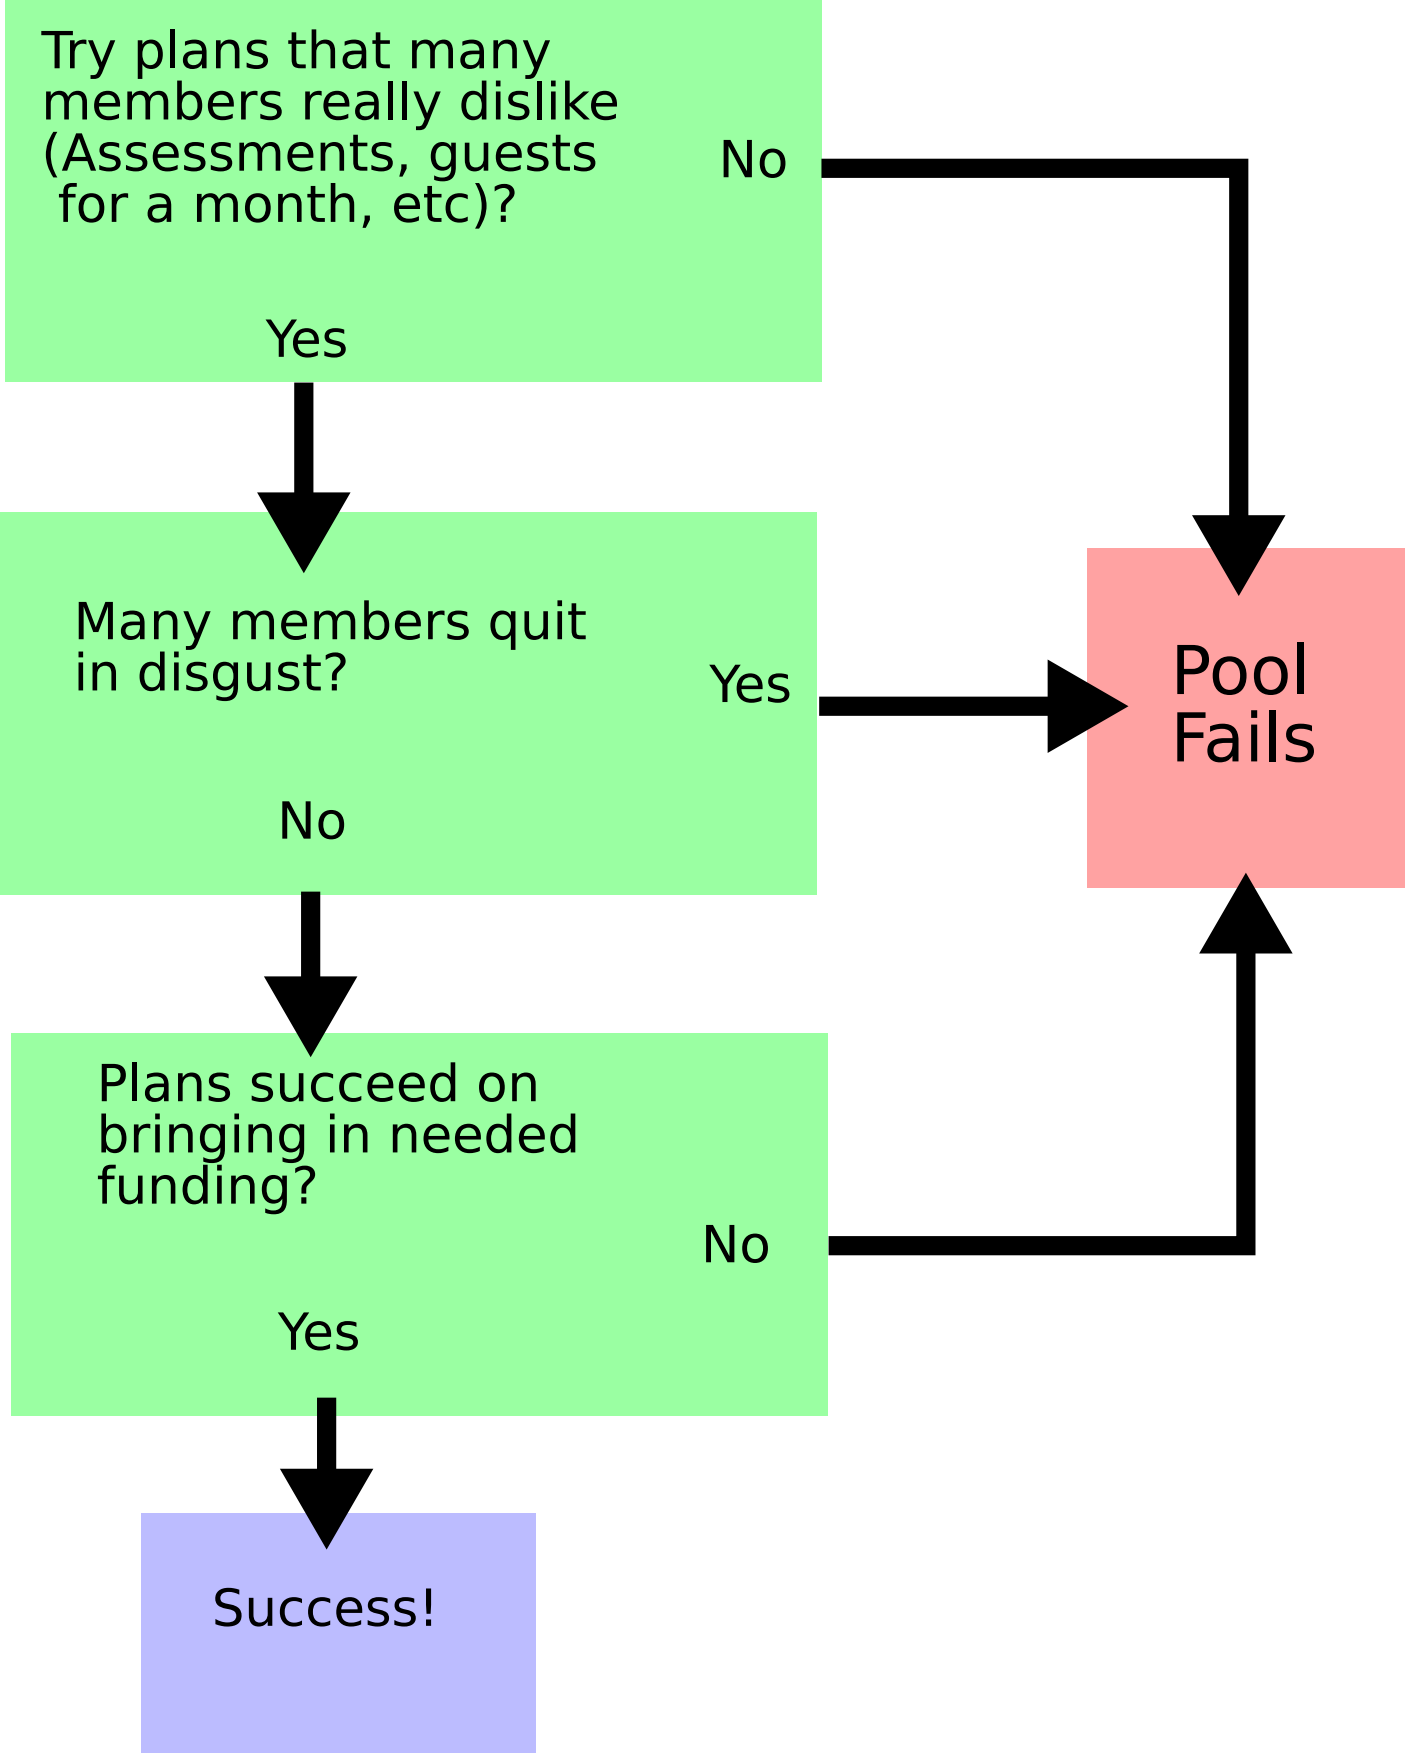 Try plans that many
members really dislike
(Assessments, guests
for a month, etc)?
No
Yes
Many members quit
in disgust?
Yes
No
Pool
Fails
Plans succeed on
bringing in needed
funding?
No
Yes
Success!